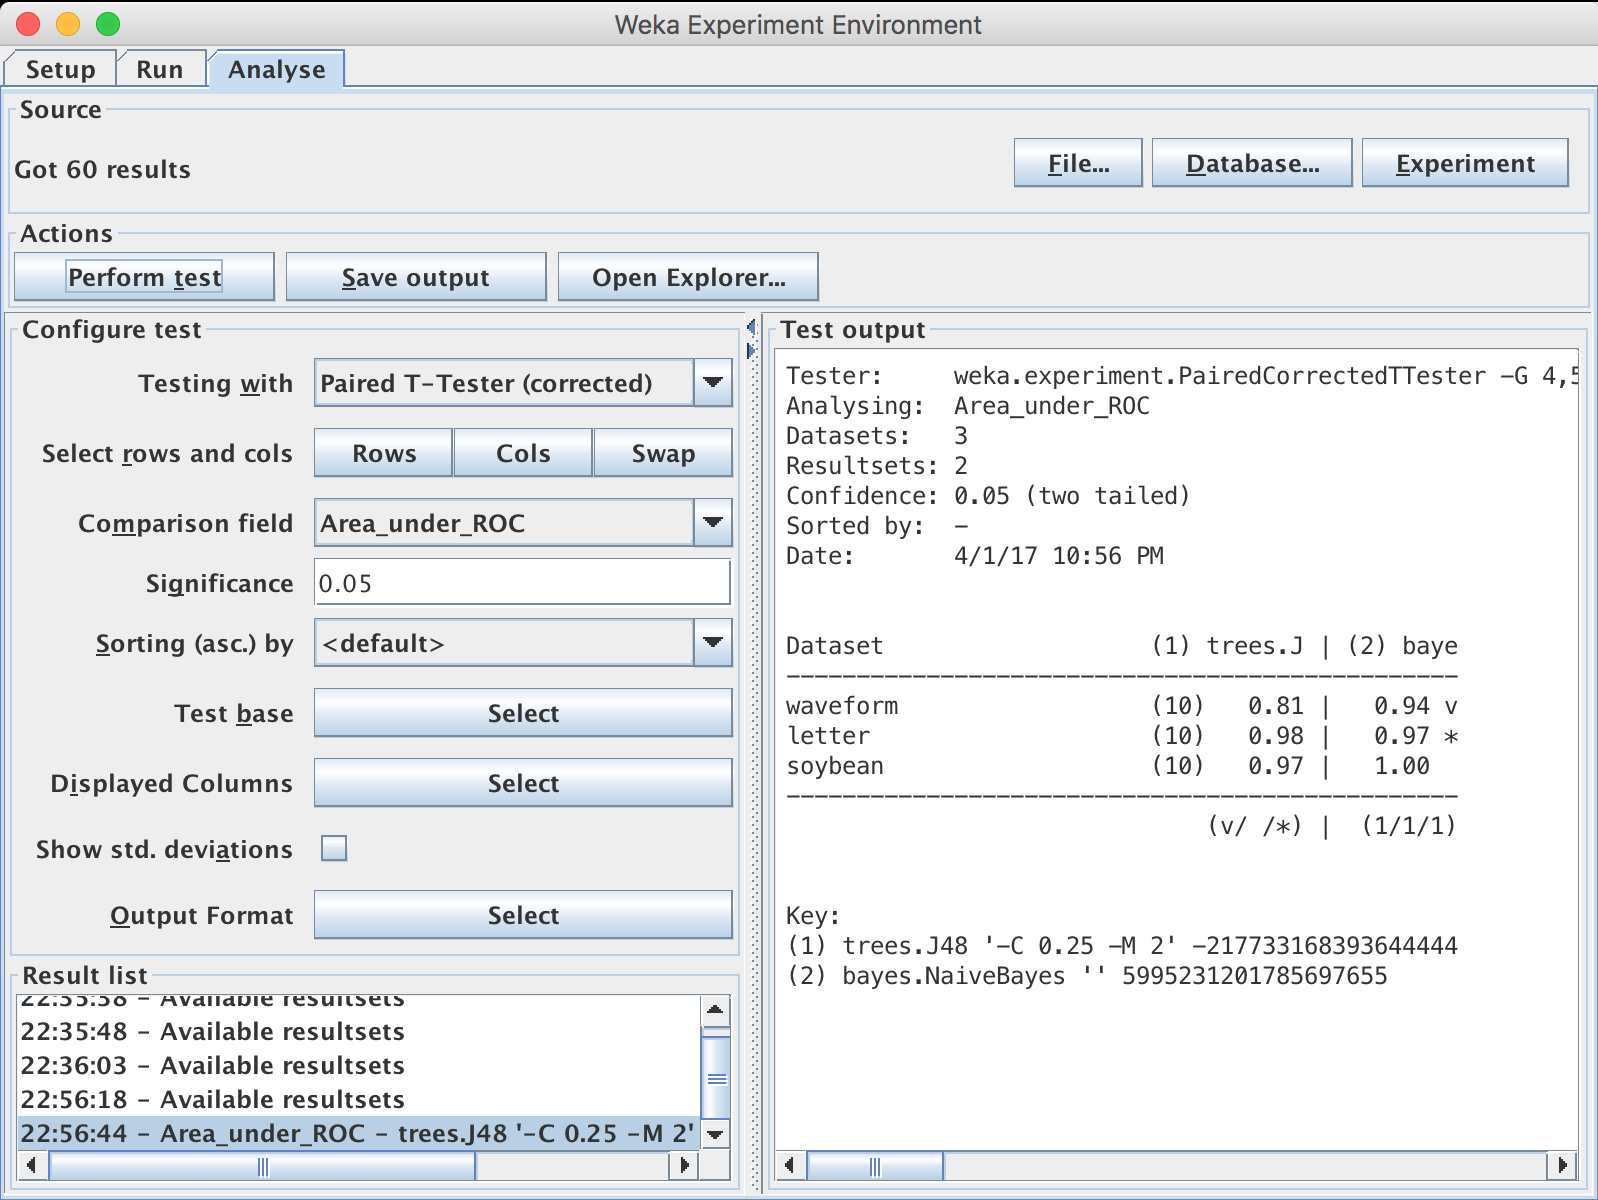 Weka Experiment Environment
Setup Run Analyse
Source
Got 60 results
File... Database... Experiment
Actions
Perform test Save output Open Explorer...
Configure test
Testing with Paired T-Tester (corrected)
Select rows and cols Rows Cols Swap
Comparison field Area_under_ROC
Significance 0.05
Sorting (asc.) by <default>
Test base Select
Displayed Columns Select
Show std. deviations
Output Format Select
Result list
22:35:38 - Available resultsets
22:35:48 - Available resultsets
22:36:03 - Available resultsets
22:56:18 - Available resultsets
22:56:44 - Area_under_ROC - trees.J48 '-C 0.25 -M 2'
Test output
Tester: weka.experiment.PairedCorrectedTTester -G 4,5
Analysing: Area_under_ROC
Datasets: 3
Resultsets: 2
Confidence: 0.05 (two tailed)
Sorted by: -
Date: 4/1/17 10:56 PM
Dataset (1) trees.J | (2) baye
------------------------------------------------
waveform (10) 0.81 | 0.94 v
letter (10) 0.98 | 0.97 *
soybean (10) 0.97 | 1.00
------------------------------------------------
(v/ /*) | (1/1/1)
Key:
(1) trees.J48 '-C 0.25 -M 2' -217733168393644444
(2) bayes.NaiveBayes '' 5995231201785697655